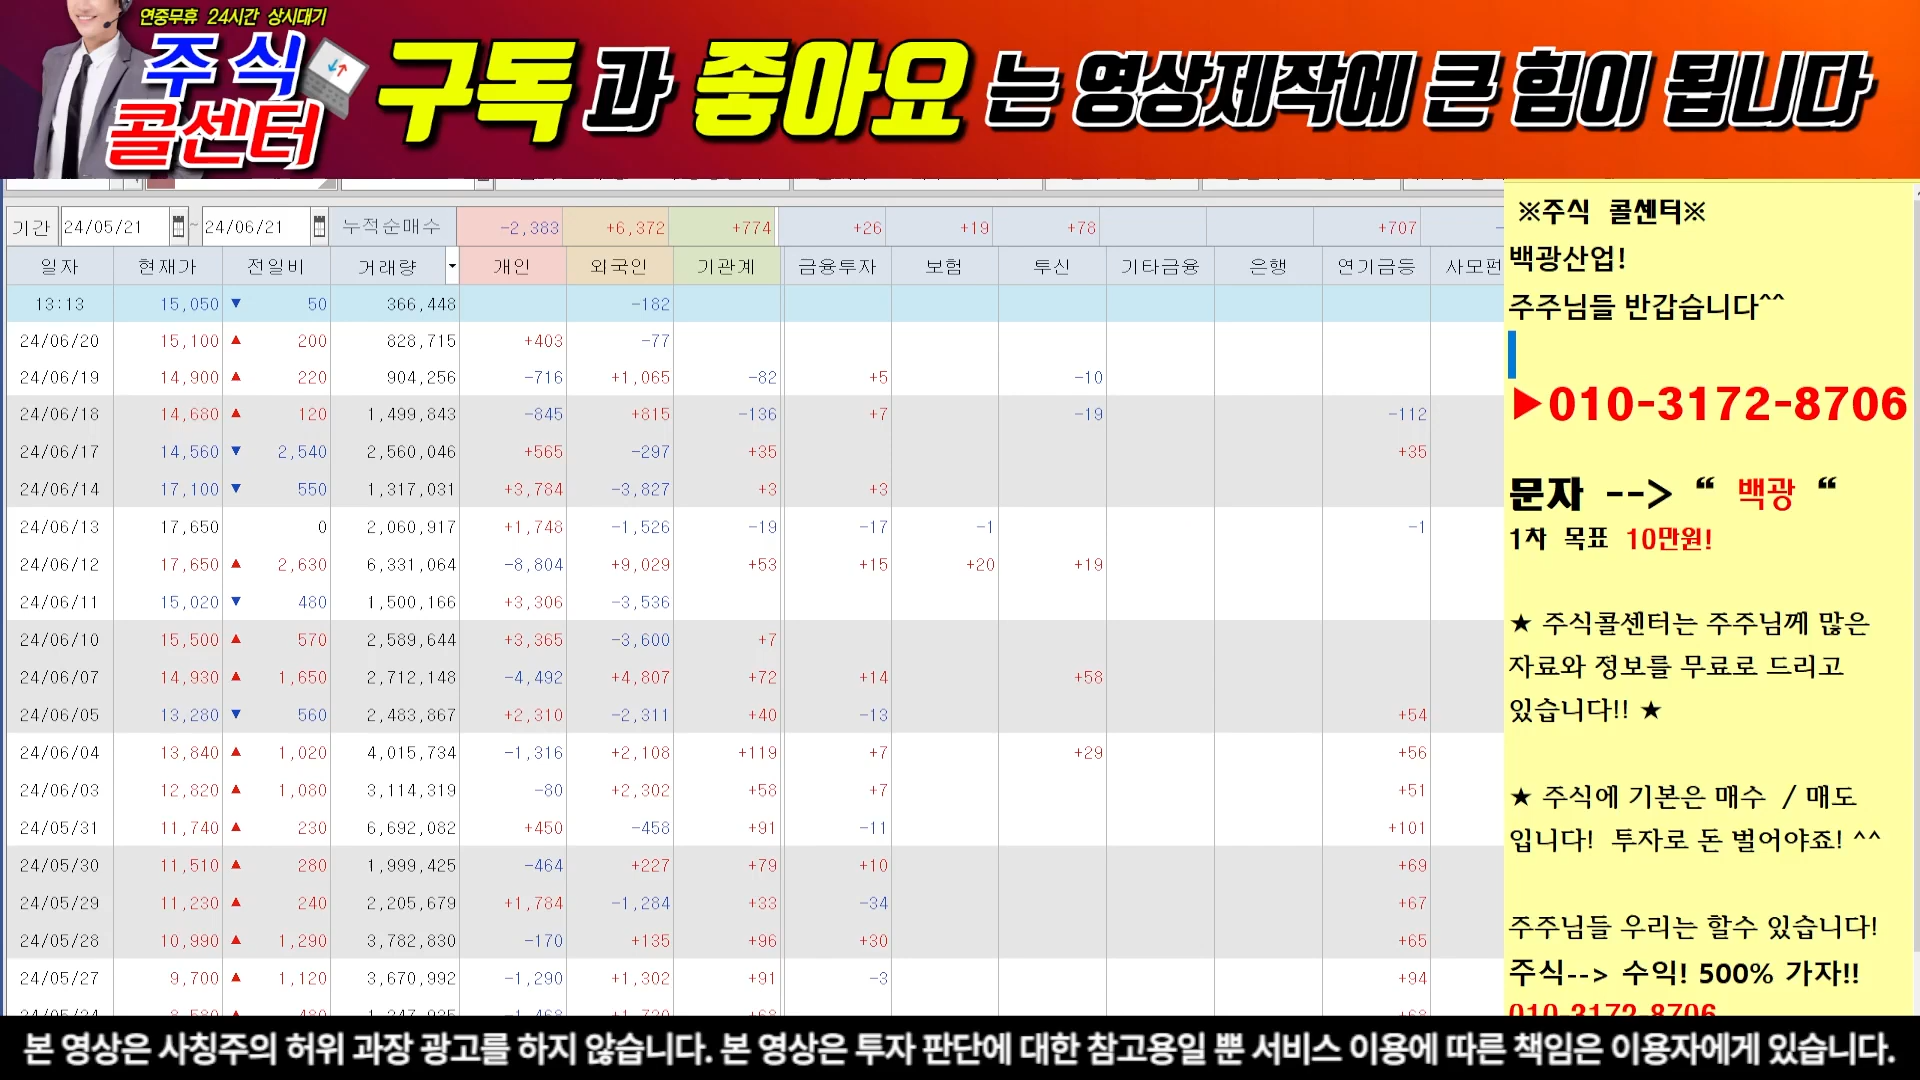 연중무휴 24시간 상시대기
주식
콜센터
구독과 좋아요는 영상제작에 큰 힘이 됩니다
기간 24/05/21 ~ 24/06/21 누적순매수 -2,383 +6,372 +774 +26 +19 +78 +707
일자 현재가 전일비 거래량 개인 외국인 기관계 금융투자 보험 투신 기타금융 은행 연기금등 사모펀
13:13 15,050 ▼ 50 366,448 -182
24/06/20 15,100 ▲ 200 828,715 +403 -77
24/06/19 14,900 ▲ 220 904,256 -716 +1,065 -82 +5 -10
24/06/18 14,680 ▲ 120 1,499,843 -845 +815 -136 +7 -19 -112
24/06/17 14,560 ▼ 2,540 2,560,046 +565 -297 +35 +35
24/06/14 17,100 ▼ 550 1,317,031 +3,784 -3,827 +3 +3
24/06/13 17,650 0 2,060,917 +1,748 -1,526 -19 -17 -1 -1
24/06/12 17,650 ▲ 2,630 6,331,064 -8,804 +9,029 +53 +15 +20 +19
24/06/11 15,020 ▼ 480 1,500,166 +3,306 -3,536
24/06/10 15,500 ▲ 570 2,589,644 +3,365 -3,600 +7
24/06/07 14,930 ▲ 1,650 2,712,148 -4,492 +4,807 +72 +14 +58
24/06/05 13,280 ▼ 560 2,483,867 +2,310 -2,311 +40 -13 +54
24/06/04 13,840 ▲ 1,020 4,015,734 -1,316 +2,108 +119 +7 +29 +56
24/06/03 12,820 ▲ 1,080 3,114,319 -80 +2,302 +58 +7 +51
24/05/31 11,740 ▲ 230 6,692,082 +450 -458 +91 -11 +101
24/05/30 11,510 ▲ 280 1,999,425 -464 +227 +79 +10 +69
24/05/29 11,230 ▲ 240 2,205,679 +1,784 -1,284 +33 -34 +67
24/05/28 10,990 ▲ 1,290 3,782,830 -170 +135 +96 +30 +65
24/05/27 9,700 ▲ 1,120 3,670,992 -1,290 +1,302 +91 -3 +94
※주식 콜센터※
백광산업!
주주님들 반갑습니다^^
▶010-3172-8706
문자 --> “ 백광 “
1차 목표 10만원!
★ 주식콜센터는 주주님께 많은
자료와 정보를 무료로 드리고
있습니다!! ★
★ 주식에 기본은 매수 / 매도
입니다! 투자로 돈 벌어야죠! ^^
주주님들 우리는 할수 있습니다!
주식--> 수익! 500% 가자!!
010-3172-8706
본 영상은 사칭주의 허위 과장 광고를 하지 않습니다. 본 영상은 투자 판단에 대한 참고용일 뿐 서비스 이용에 따른 책임은 이용자에게 있습니다.